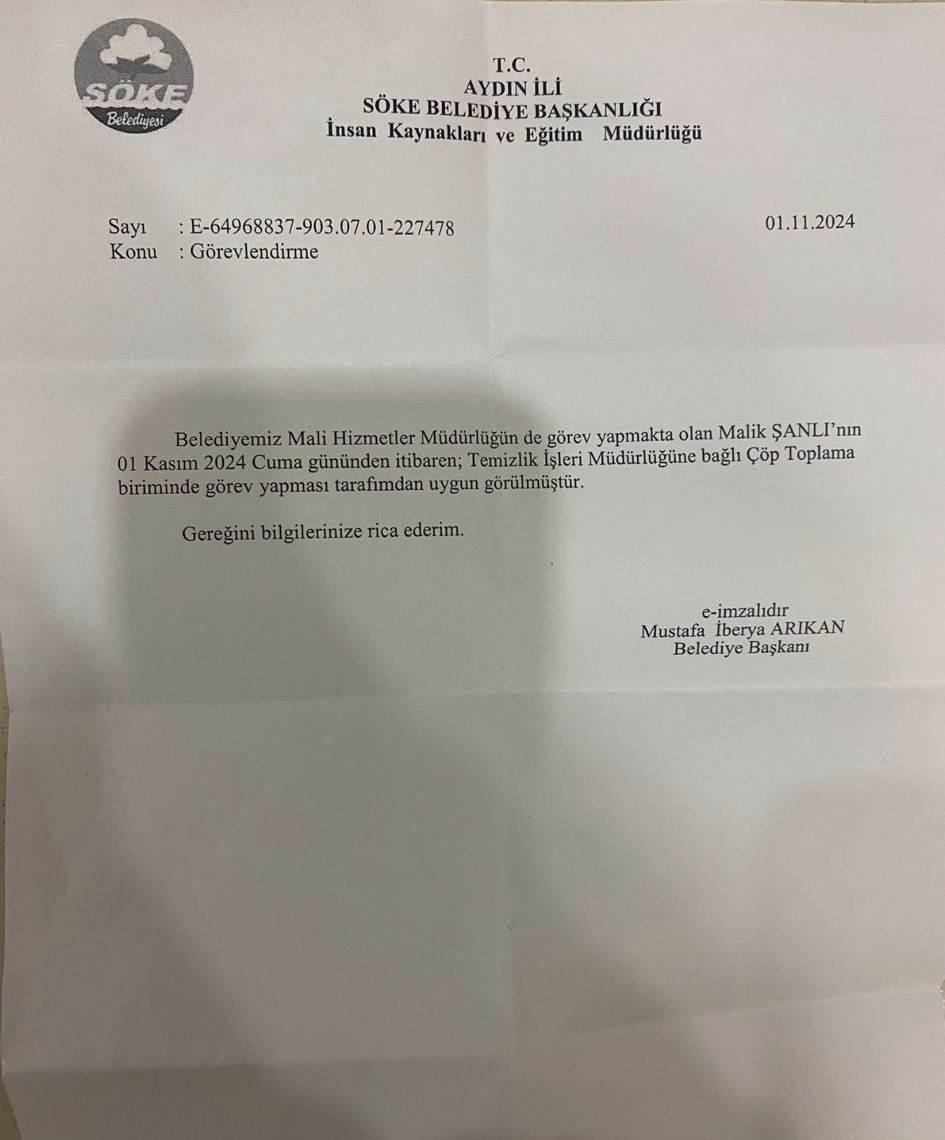 SÖKE
Belediyesi
T.C.
AYDIN İLİ
SÖKE BELEDİYE BAŞKANLIĞI
İnsan Kaynakları ve Eğitim Müdürlüğü
Sayı : E-64968837-903.07.01-227478
01.11.2024
Konu : Görevlendirme
Belediyemiz Mali Hizmetler Müdürlüğün de görev yapmakta olan Malik ŞANLI’nın
01 Kasım 2024 Cuma gününden itibaren; Temizlik İşleri Müdürlüğüne bağlı Çöp Toplama
biriminde görev yapması tarafımdan uygun görülmüştür.
Gereğini bilgilerinize rica ederim.
e-imzalıdır
Mustafa İberya ARIKAN
Belediye Başkanı